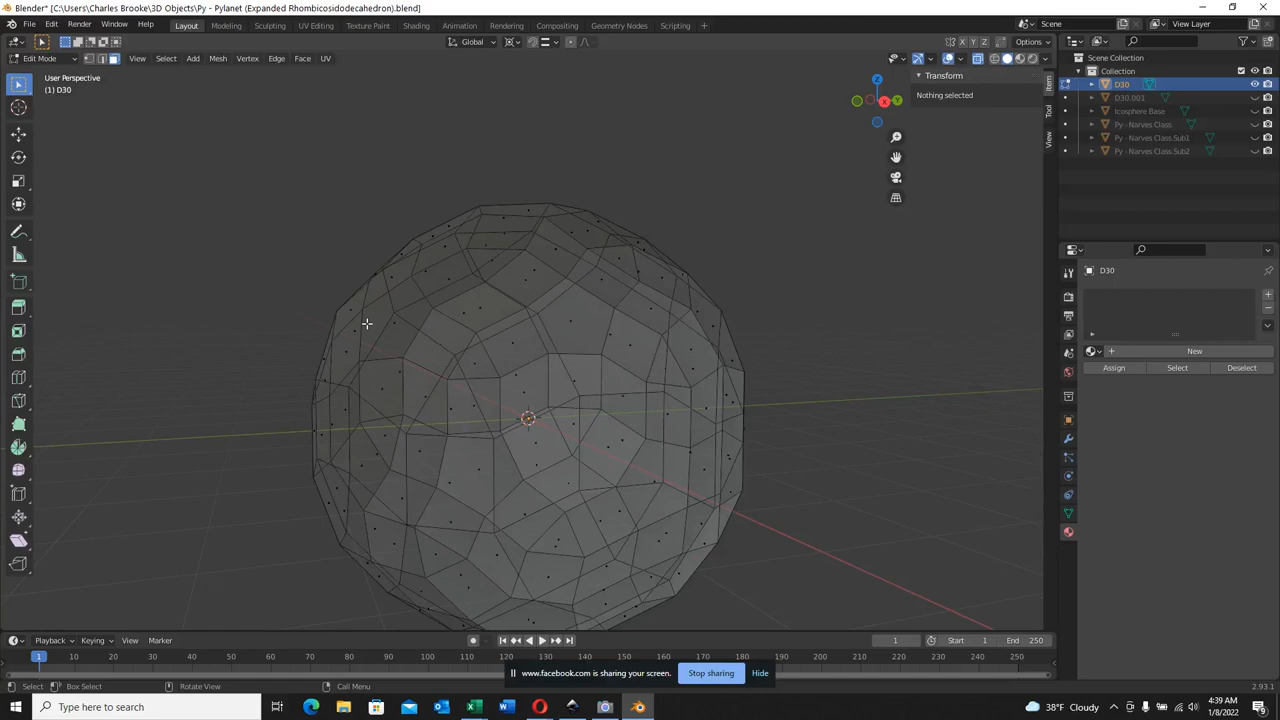 Blender* [C:\Users\Charles Brooke\3D Objects\Py - Pylanet (Expanded Rhombicosidodecahedron).blend]
File Edit Render Window Help Layout Modeling Sculpting UV Editing Texture Paint Shading Animation Rendering Compositing Geometry Nodes Scripting + Scene View Layer
Global X Y Z Options
Edit Mode View Select Add Mesh Vertex Edge Face UV
User Perspective
(1) D30
Z
X Y
Transform
Nothing selected
Item
Tool
View
Scene Collection
Collection
D30
D30.001
Icosphere Base
Py - Narves Class
Py - Narves Class.Sub1
Py - Narves Class.Sub2
D30
New
Assign Select Deselect
Playback Keying View Marker 1 Start 1 End 250
1 10 20 30 40 50 60 70 80 90 100 110 120 130 140 150 160 170 180 190 200 210 220 230 240 250
www.facebook.com is sharing your screen. Stop sharing Hide
Select Box Select Rotate View Call Menu 2.93.1
Type here to search 38°F Cloudy 4:39 AM
1/8/2022